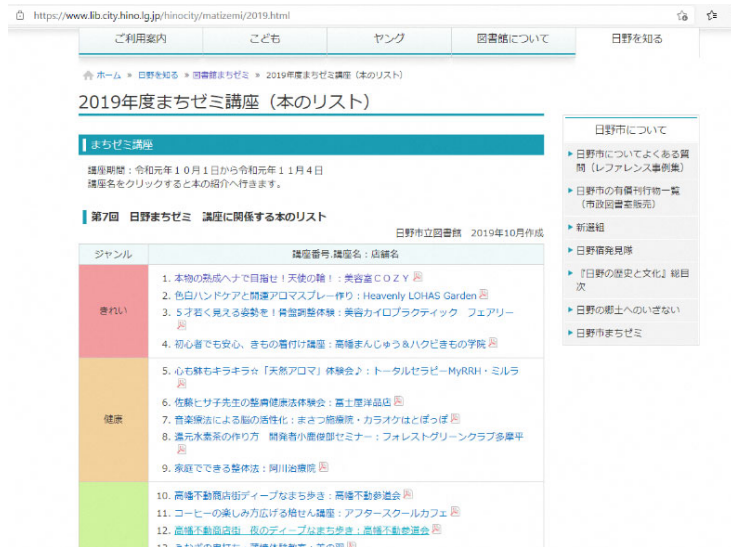 https://www.lib.city.hino.lg.jp/hinocity/matizemi/2019.html
ご利用案内
こども
ヤング
図書館について
日野を知る
ホーム » 日野を知る » 図書館まちゼミ » 2019年度まちゼミ講座（本のリスト）
2019年度まちゼミ講座（本のリスト）
まちゼミ講座
講座期間：令和元年１０月１日から令和元年１１月４日
講座名をクリックすると本の紹介へ行きます。
第7回 日野まちゼミ 講座に関係する本のリスト
日野市立図書館 2019年10月作成
ジャンル
講座番号.講座名：店舗名
きれい
1. 本物の熟成ヘナで目指せ！天使の輪！：美容室ＣＯＺＹ
2. 色白ハンドケアと開運アロマスプレー作り：Heavenly LOHAS Garden
3. ５才若く見える姿勢を！骨盤調整体験：美容カイロプラクティック フェアリー
4. 初心者でも安心、きもの着付け講座：高幡まんじゅう＆ハクビきもの学院
健康
5. 心も体もキラキラ☆「天然アロマ」体験会♪：トータルセラピーMyRRH・ミルラ
6. 佐藤ヒサ子先生の整膚健康法体験会：冨士屋洋品店
7. 音楽療法による脳の活性化：まさつ施療院・カラオケはとぽっぽ
8. 還元水素茶の作り方 開発者小鹿俊郎セミナー：フォレストグリーンクラブ多摩平
9. 家庭でできる整体法：阿川治療院
10. 高幡不動商店街ディープなまち歩き：高幡不動参道会
11. コーヒーの楽しみ方広げる焙せん講座：アフタースクールカフェ
12. 高幡不動商店街 夜のディープなまち歩き：高幡不動参道会
日野市について
日野市についてよくある質
問（レファレンス事例集）
日野市の有償刊行物一覧
（市政図書室販売）
新選組
日野宿発見隊
『日野の歴史と文化』総目
次
日野の郷土へのいざない
日野市まちゼミ